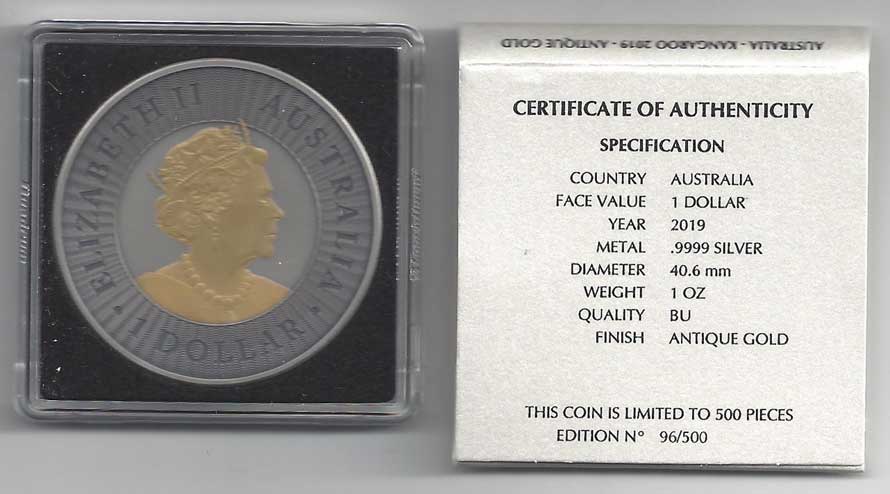 ELIZABETH II AUSTRALIA
1 DOLLAR
Quadrum
AUSTRALIA - KANGAROO 2019 - ANTIQUE GOLD
CERTIFICATE OF AUTHENTICITY
SPECIFICATION
COUNTRY AUSTRALIA
FACE VALUE 1 DOLLAR
YEAR 2019
METAL .9999 SILVER
DIAMETER 40.6 mm
WEIGHT 1 OZ
QUALITY BU
FINISH ANTIQUE GOLD
THIS COIN IS LIMITED TO 500 PIECES
EDITION Nº 96/500